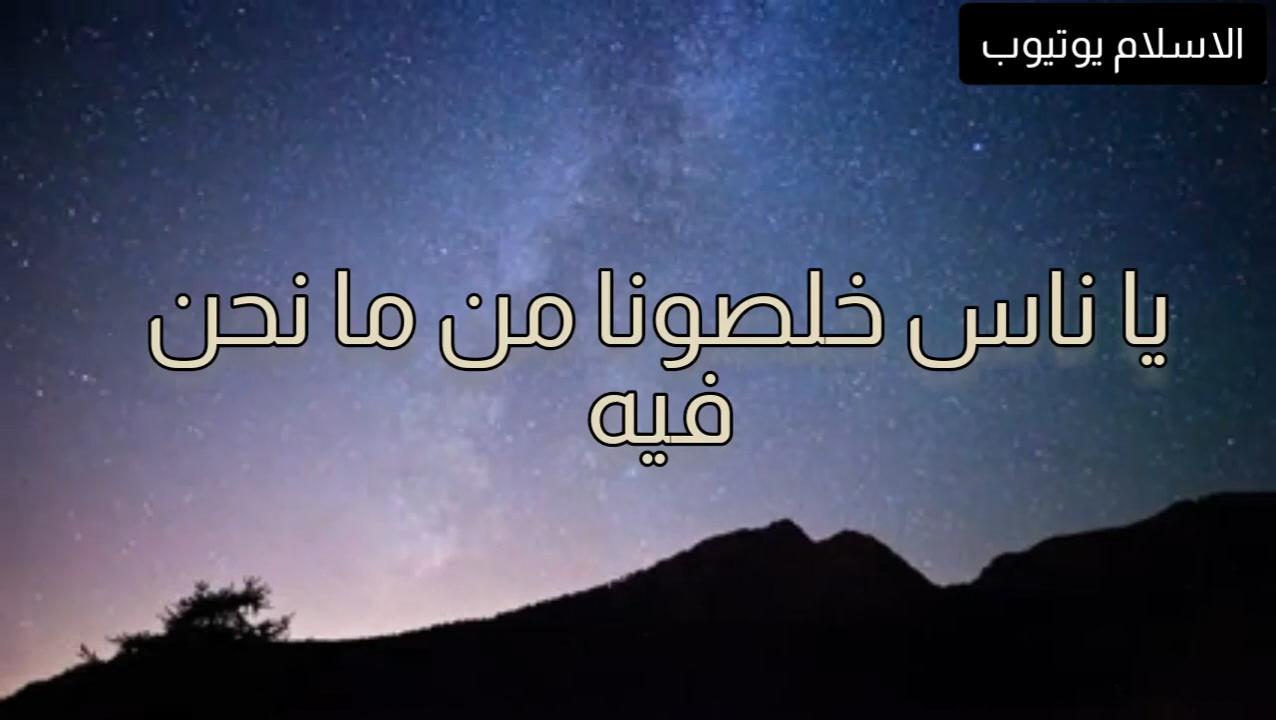 الاسلام يوتيوب
يا ناس خلصونا من ما نحن
فيه